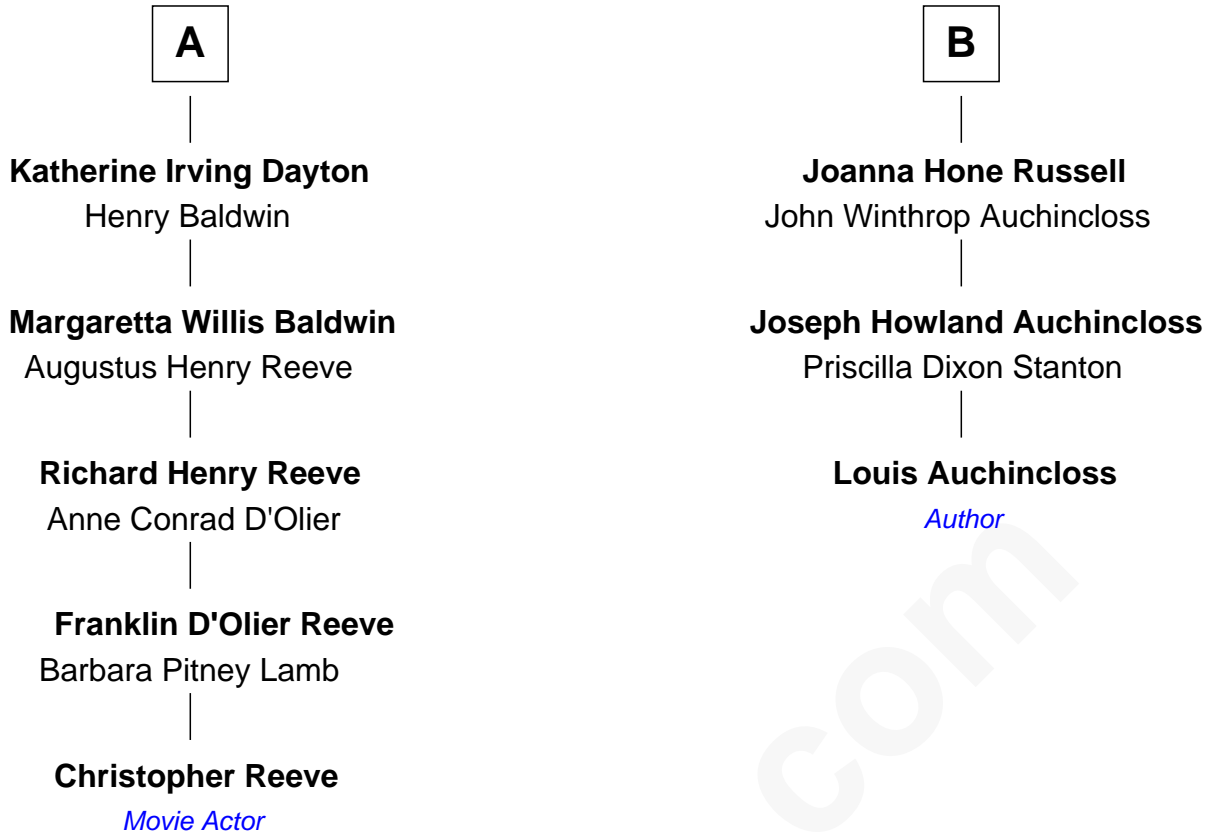 A
Katherine Irving Dayton
Henry Baldwin
Margaretta Willis Baldwin
Augustus Henry Reeve
Richard Henry Reeve
Anne Conrad D'Olier
Franklin D'Olier Reeve
Barbara Pitney Lamb
Christopher Reeve
Movie Actor
B
Joanna Hone Russell
John Winthrop Auchincloss
Joseph Howland Auchincloss
Priscilla Dixon Stanton
Louis Auchincloss
Author
com